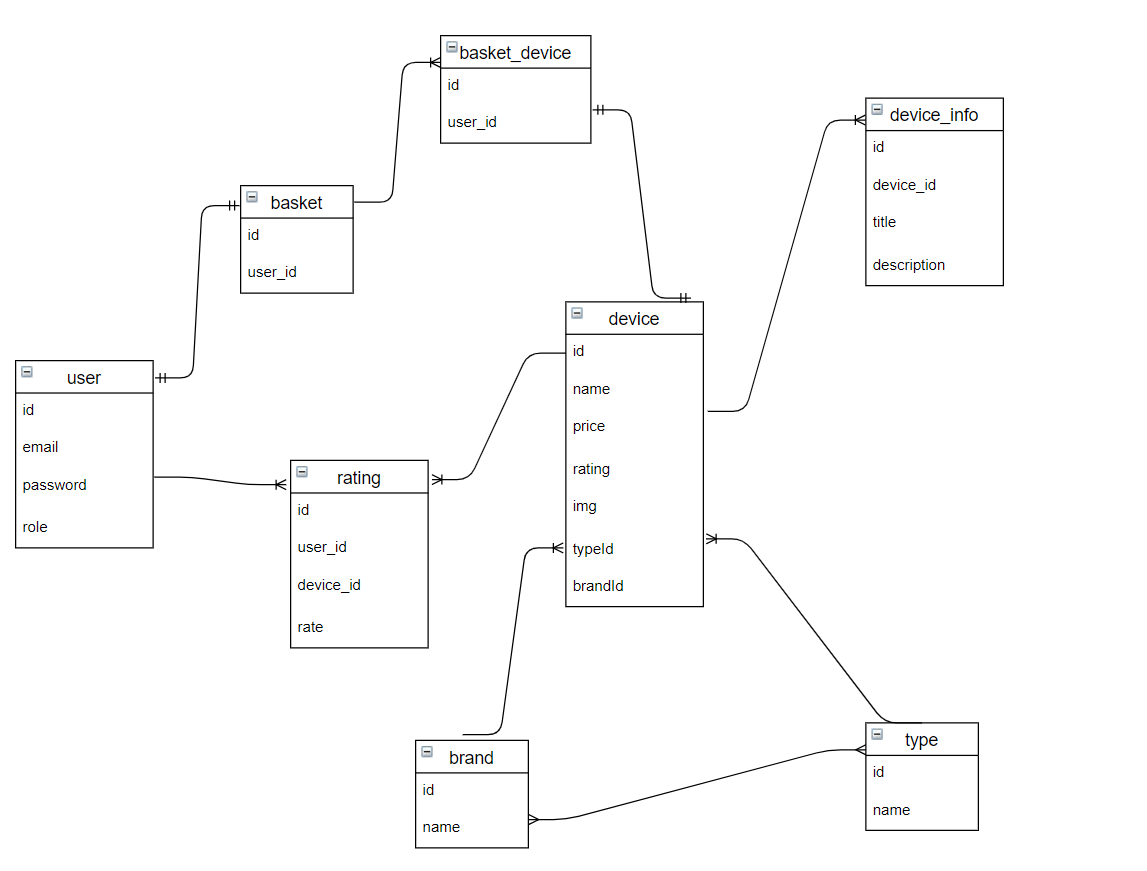 basket_device
id
user_id
device_info
id
device_id
title
description
basket
id
user_id
device
id
name
price
rating
img
typeId
brandId
user
id
email
password
role
rating
id
user_id
device_id
rate
brand
id
name
type
id
name